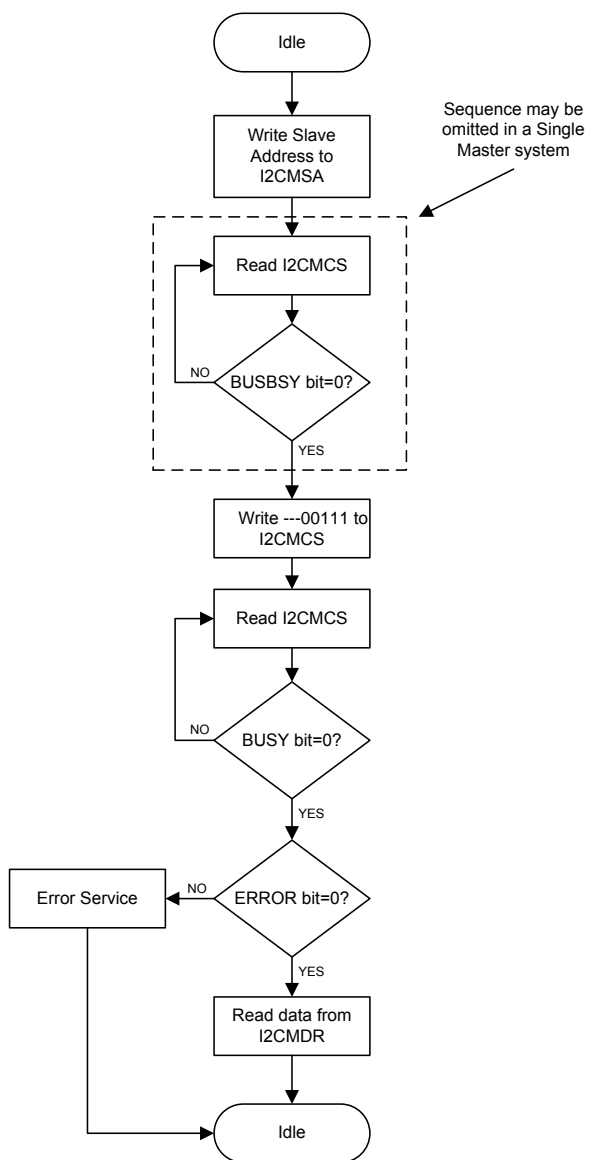 Idle
Write Slave
Address to
I2CMSA
Sequence may be
omitted in a Single
Master system
Read I2CMCS
BUSBSY bit=0?
NO
YES
Write ---00111 to
I2CMCS
Read I2CMCS
BUSY bit=0?
NO
YES
Error Service
NO
ERROR bit=0?
YES
Read data from
I2CMDR
Idle